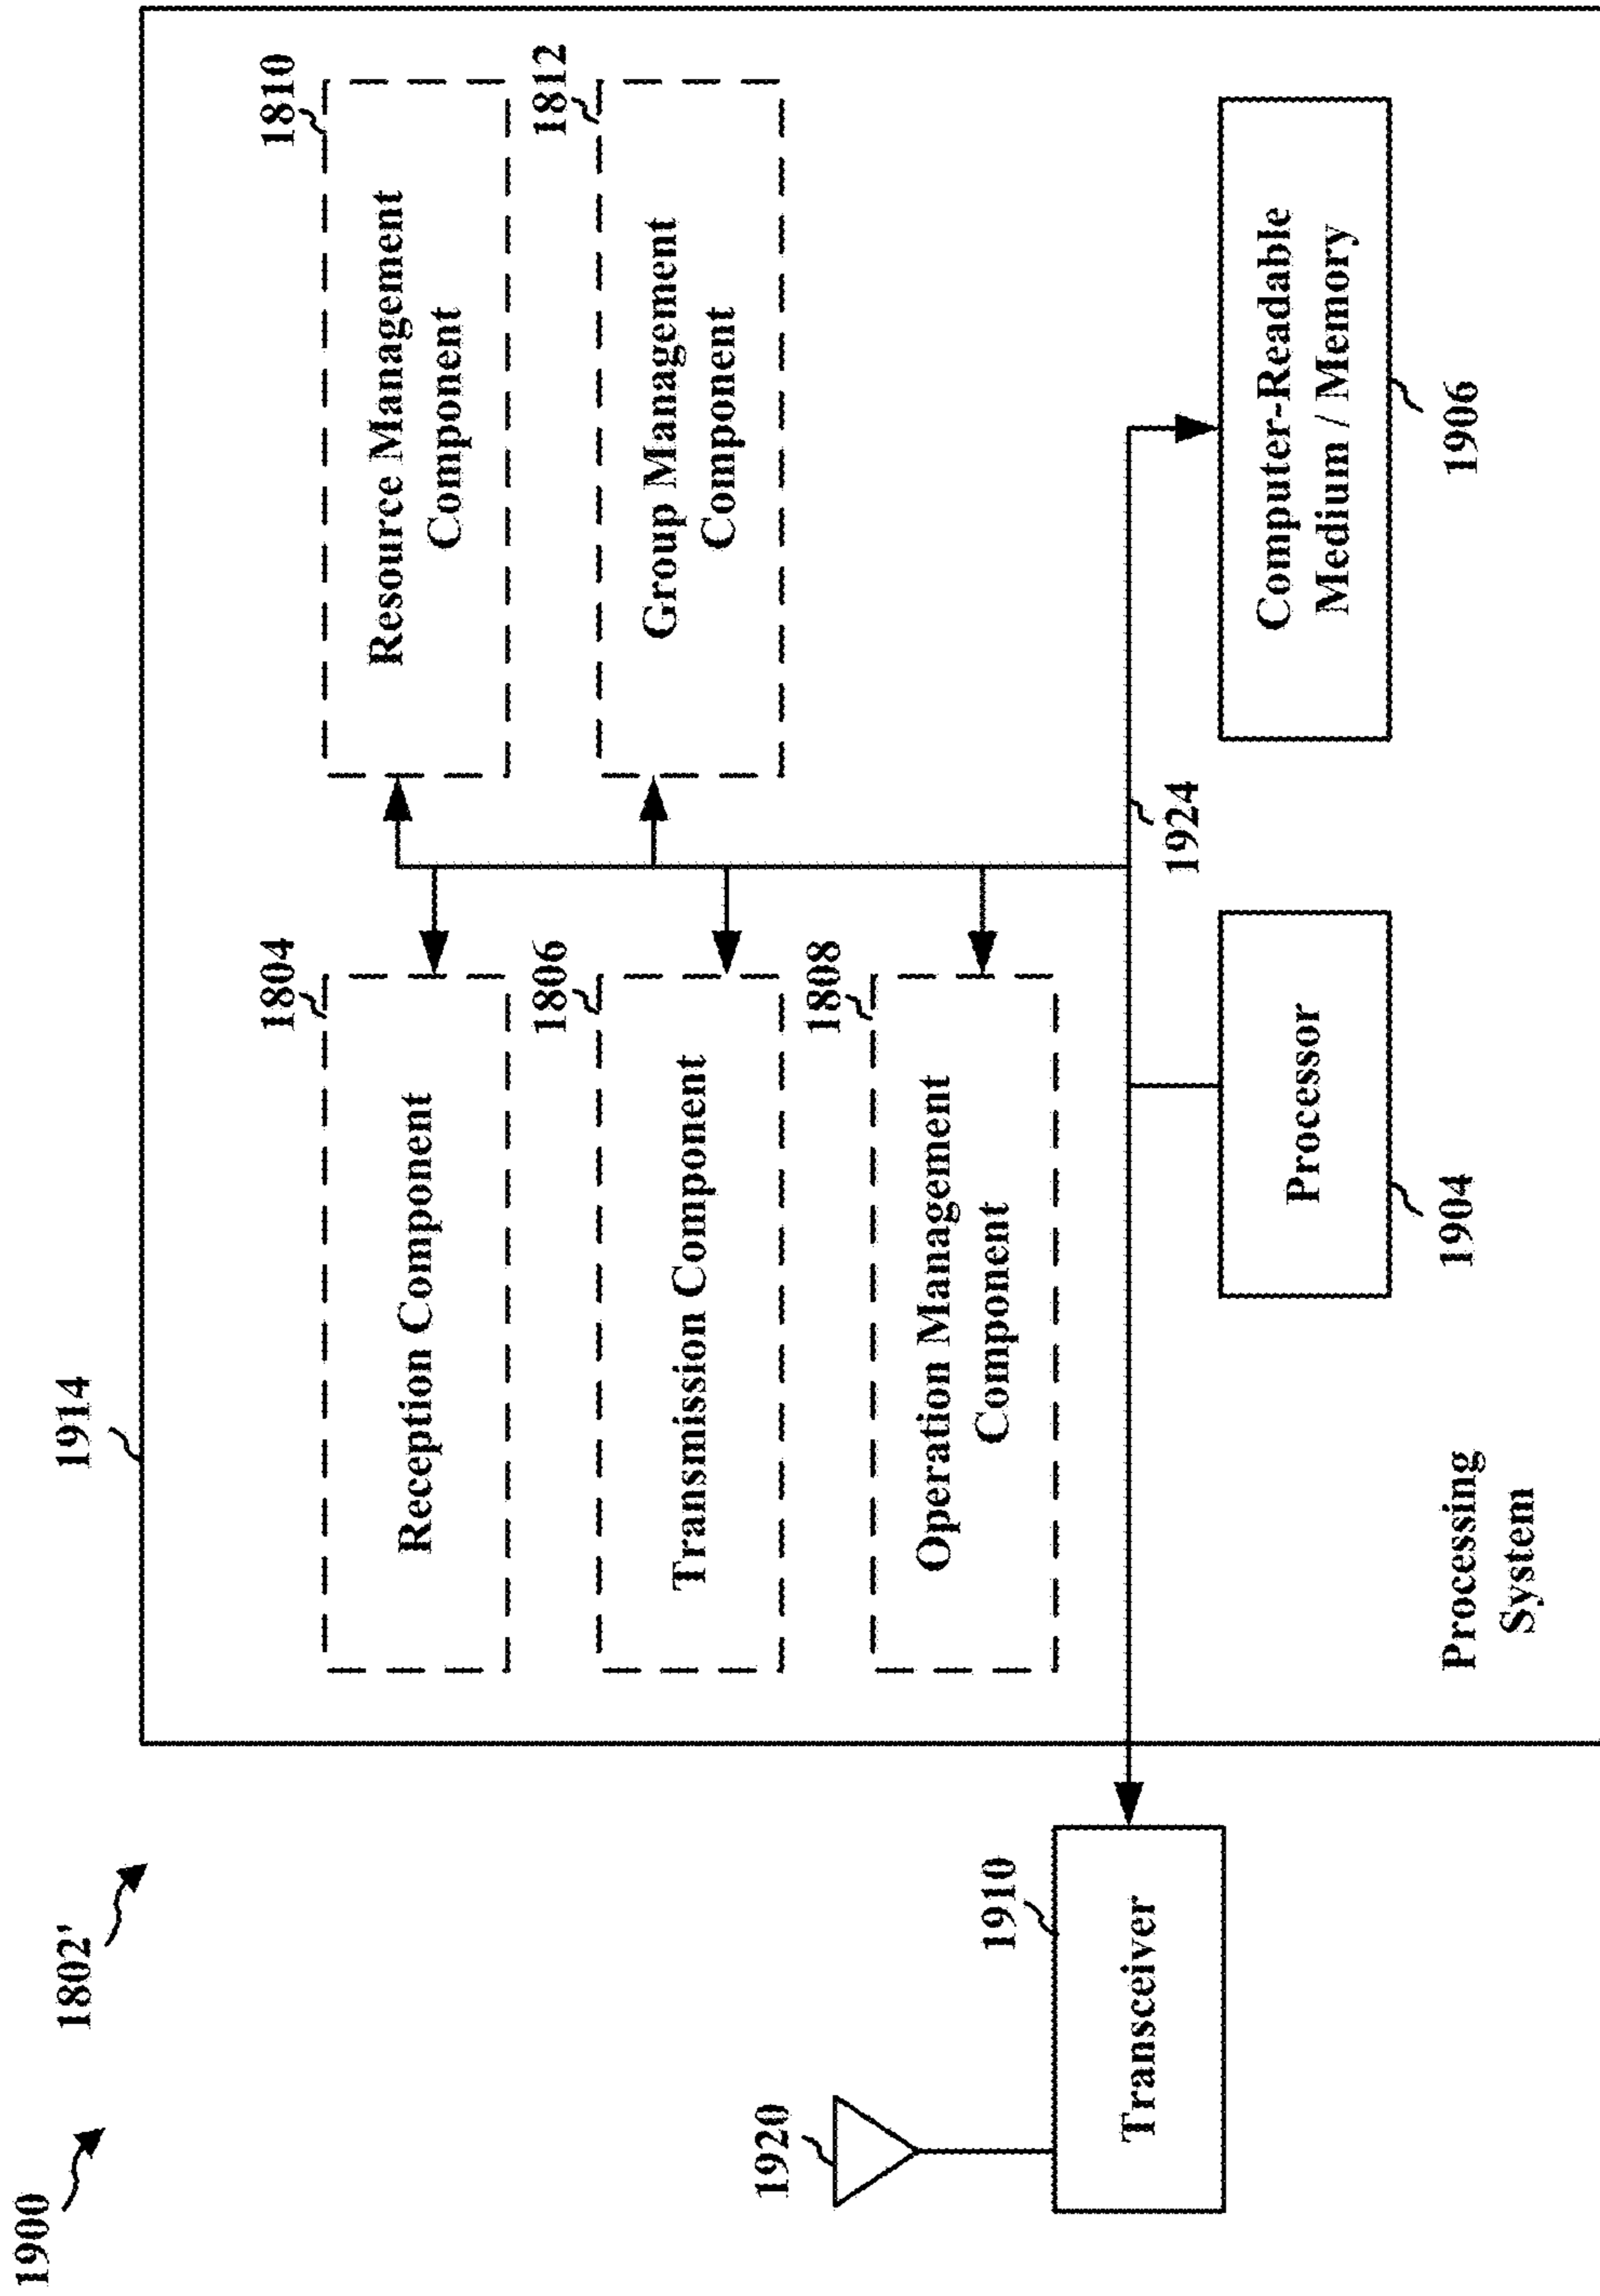 1900
1802'
1914
1804
Reception Component
1810
Resource Management
Component
1806
Transmission Component
1812
Group Management
Component
1808
Operation Management
Component
1920
1910
Transceiver
1924
Processor
1904
Computer-Readable
Medium / Memory
1906
Processing
System